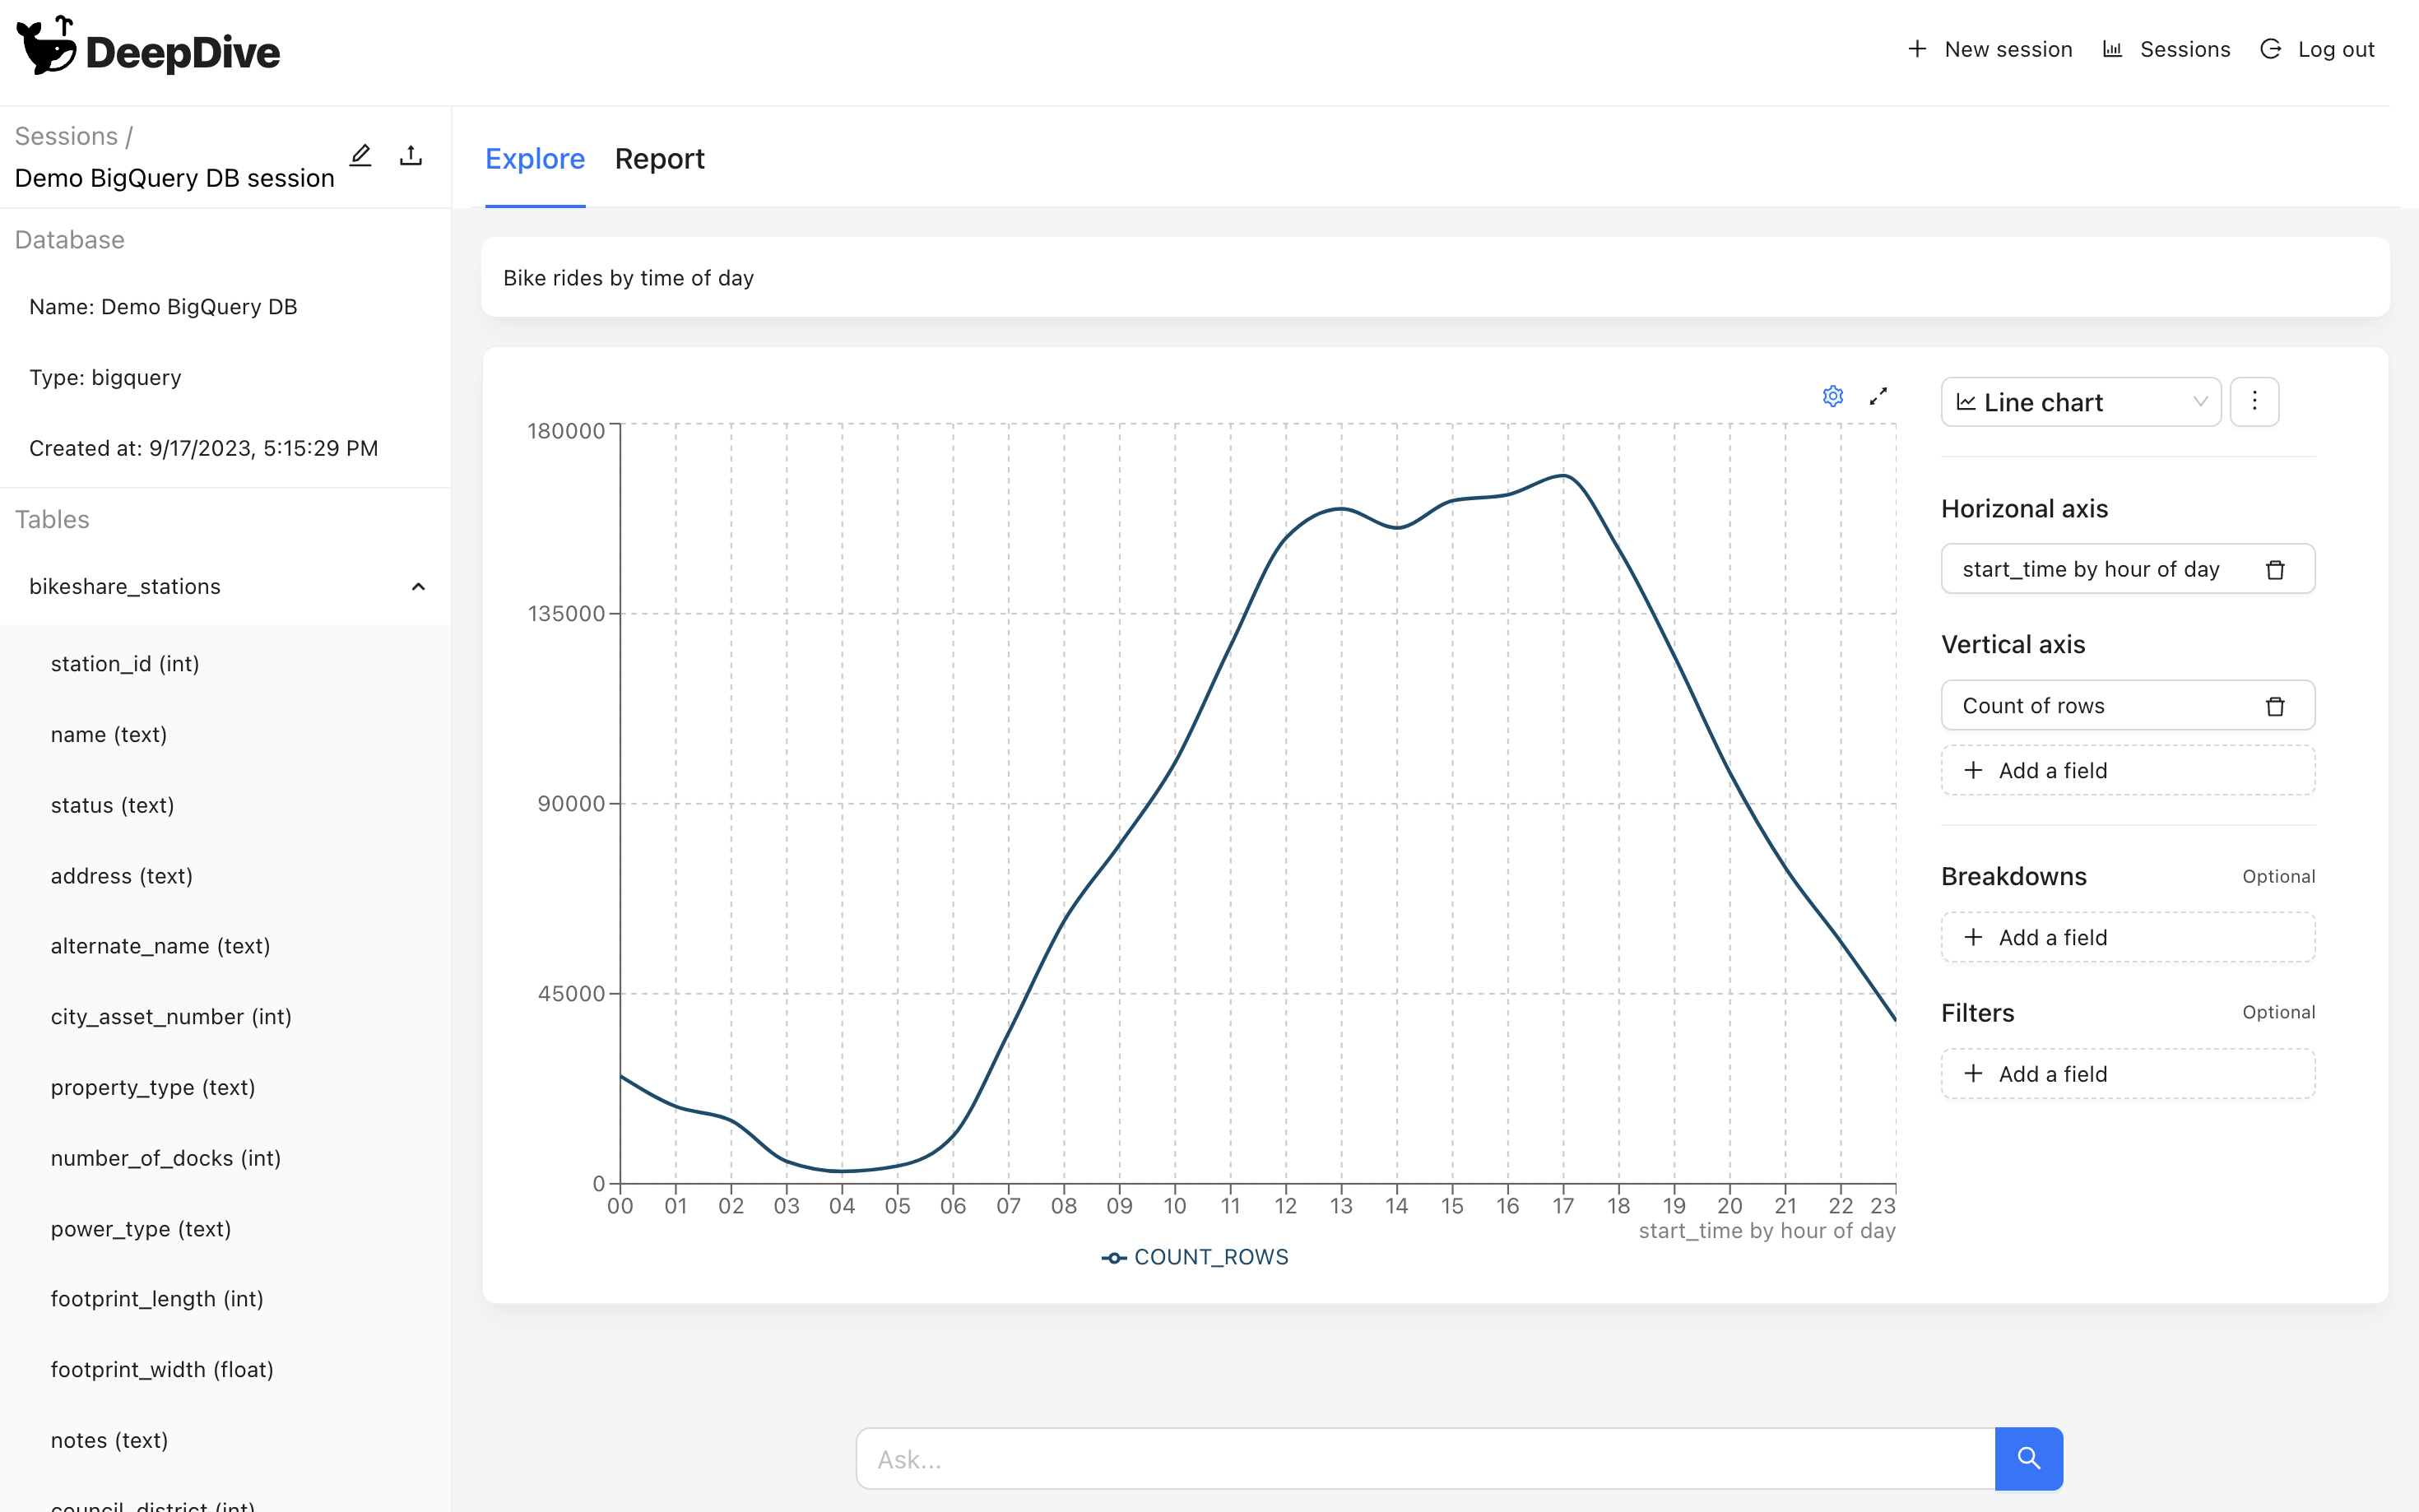 DeepDive
New session
Sessions
Log out
Sessions /
Demo BigQuery DB session
Database
Name: Demo BigQuery DB
Type: bigquery
Created at: 9/17/2023, 5:15:29 PM
Tables
bikeshare_stations
station_id (int)
name (text)
status (text)
address (text)
alternate_name (text)
city_asset_number (int)
property_type (text)
number_of_docks (int)
power_type (text)
footprint_length (int)
footprint_width (float)
notes (text)
council_district (int)
Explore
Report
Bike rides by time of day
180000
135000
90000
45000
0
00 01 02 03 04 05 06 07 08 09 10 11 12 13 14 15 16 17 18 19 20 21 22 23
start_time by hour of day
COUNT_ROWS
Line chart
Horizonal axis
start_time by hour of day
Vertical axis
Count of rows
+ Add a field
Breakdowns Optional
+ Add a field
Filters Optional
+ Add a field
Ask...